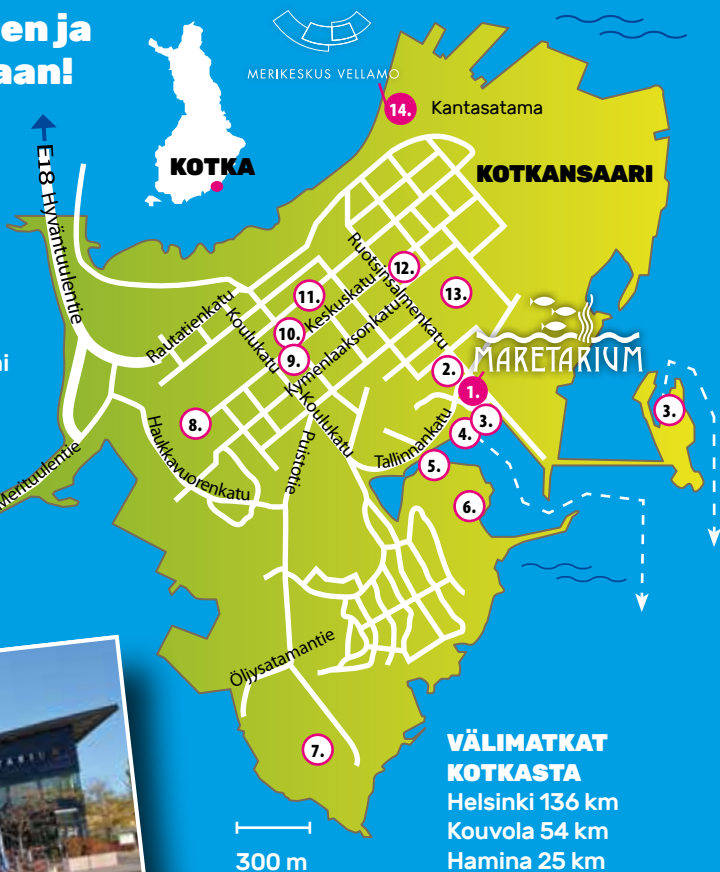 en ja
aan!
MERIKESKUS VELLAMO
14.
Kantasatama
KOTKA
KOTKANSAARI
E18 Hyväntuulentie
Ruotsinsalmenkatu
12.
11.
13.
Keskuskatu
Rautatienkatu
10.
Koulukatu
Kymenlaaksonkatu
9.
MARETARIUM
ni
2.
1.
3.
3.
8.
Koulukatu
4.
Tallinnankatu
Haukkavuorenkatu
Puistotie
5.
Merituulentie
6.
Öljysatamantie
7.
VÄLIMATKAT
KOTKASTA
Helsinki 136 km
Kouvola 54 km
Hamina 25 km
300 m